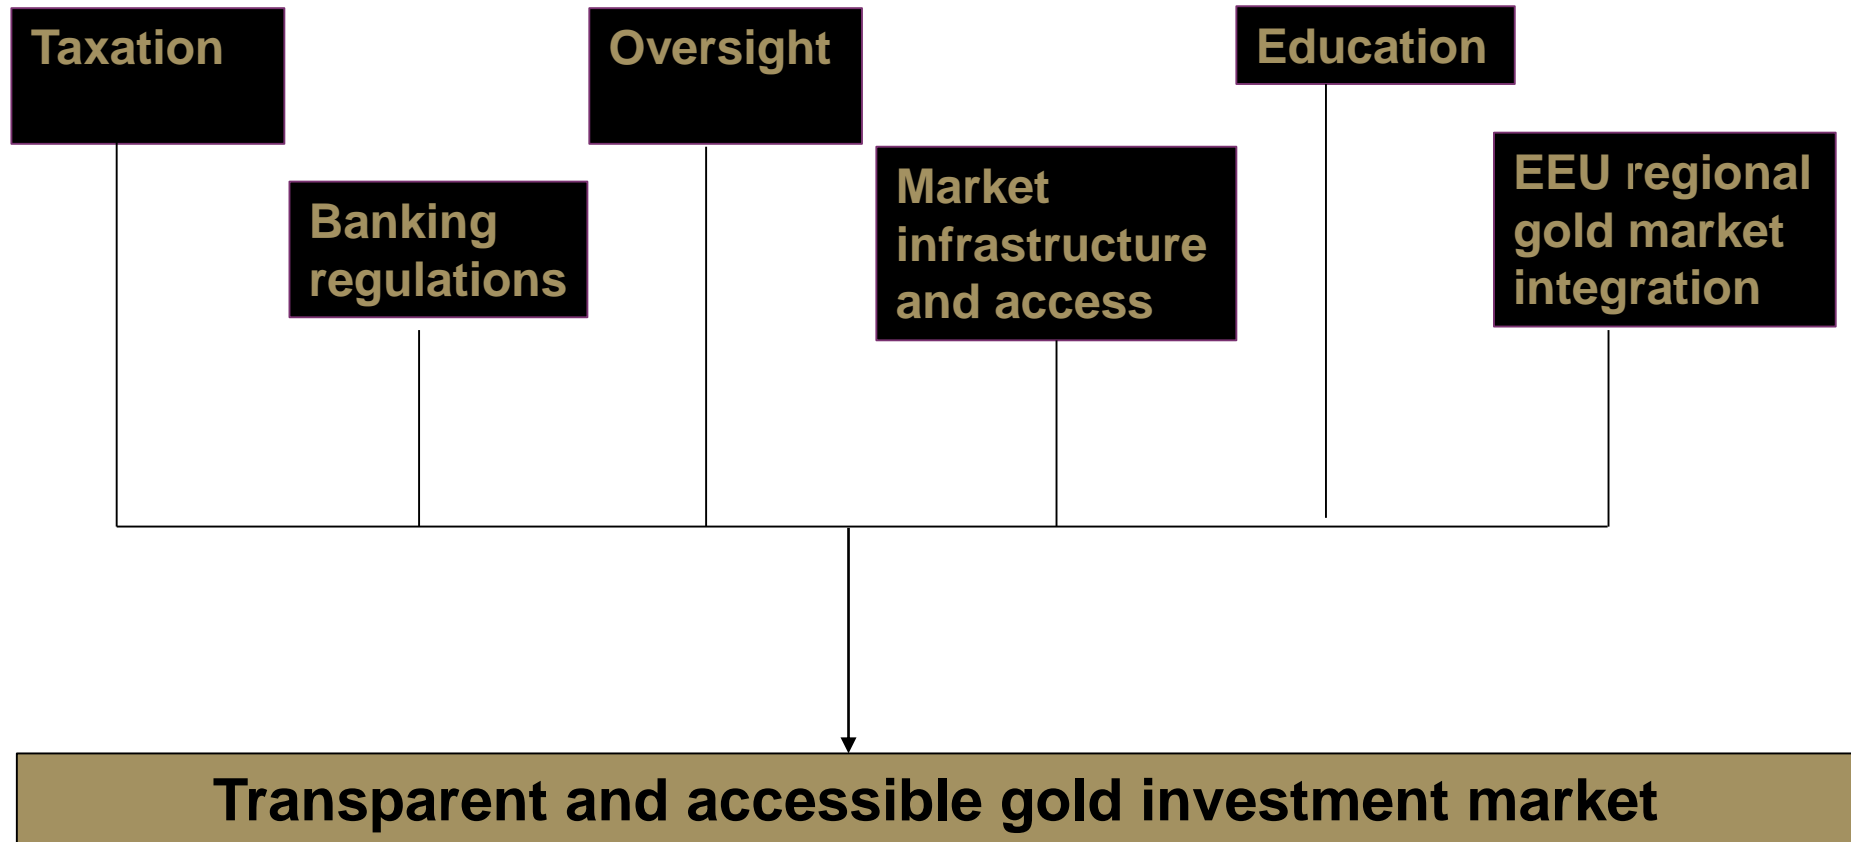 Taxation
Banking
regulations
Oversight
Market
infrastructure
and access
Education
EEU regional
gold market
integration
Transparent and accessible gold investment market